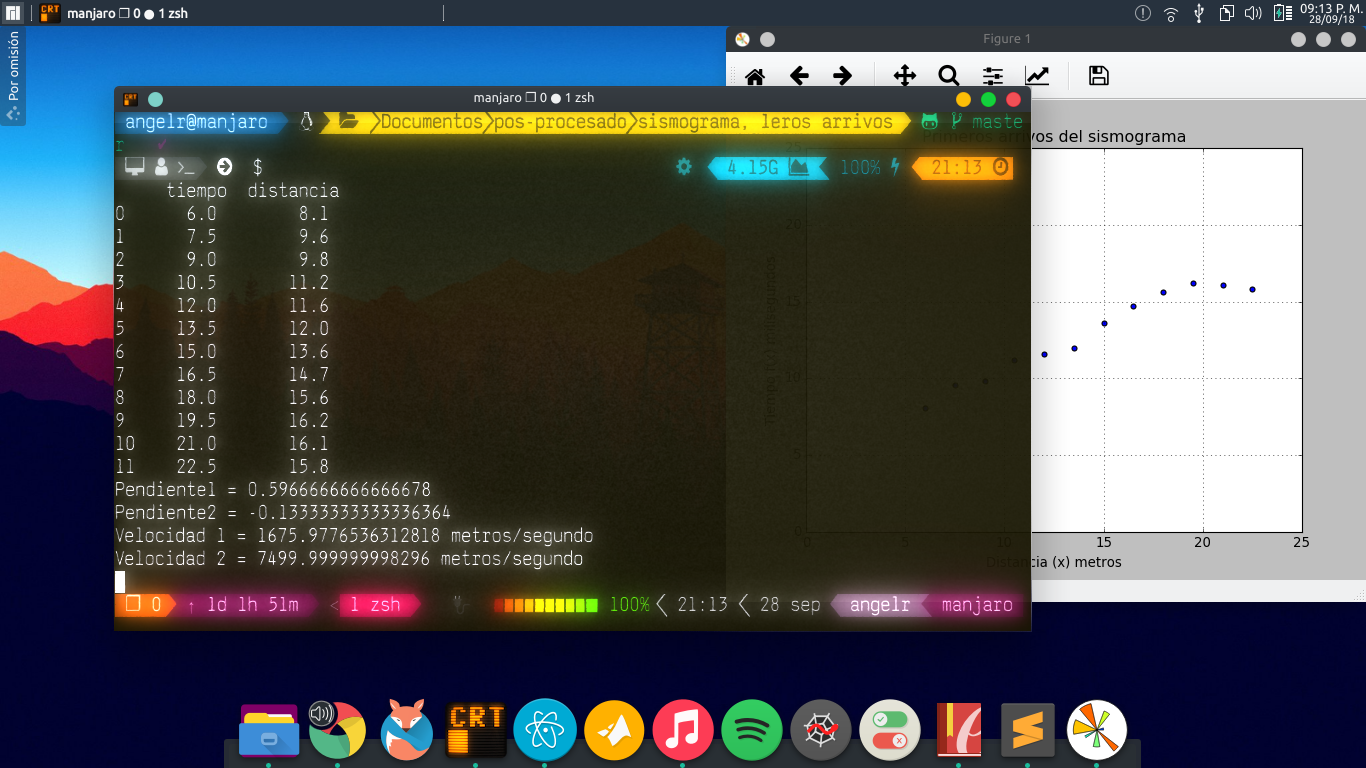 manjaro ❐ 0 ● 1 zsh
09:13 P. M.
28/09/18
Por omisión
Figure 1
manjaro ❐ 0 ● 1 zsh
angelr@manjaro Documentos pos-procesado sismograma, leros arrivos maste
r ✓
$ 4.15G 100% 21:13
tiempo distancia
0 6.0 8.1
1 7.5 9.6
2 9.0 9.8
3 10.5 11.2
4 12.0 11.6
5 13.5 12.0
6 15.0 13.6
7 16.5 14.7
8 18.0 15.6
9 19.5 16.2
10 21.0 16.1
11 22.5 15.8
Pendiente1 = 0.5966666666666678
Pendiente2 = -0.13333333333336364
Velocidad 1 = 1675.9776536312818 metros/segundo
Velocidad 2 = 7499.999999998296 metros/segundo
❐ 0 ↑ 1d 1h 51m < 1 zsh 100% 21:13 28 sep angelr manjaro
Primeros arrivos del sismograma
25
20
15
10
5
0
0 5 10 15 20 25
Distancia (x) metros
CRT